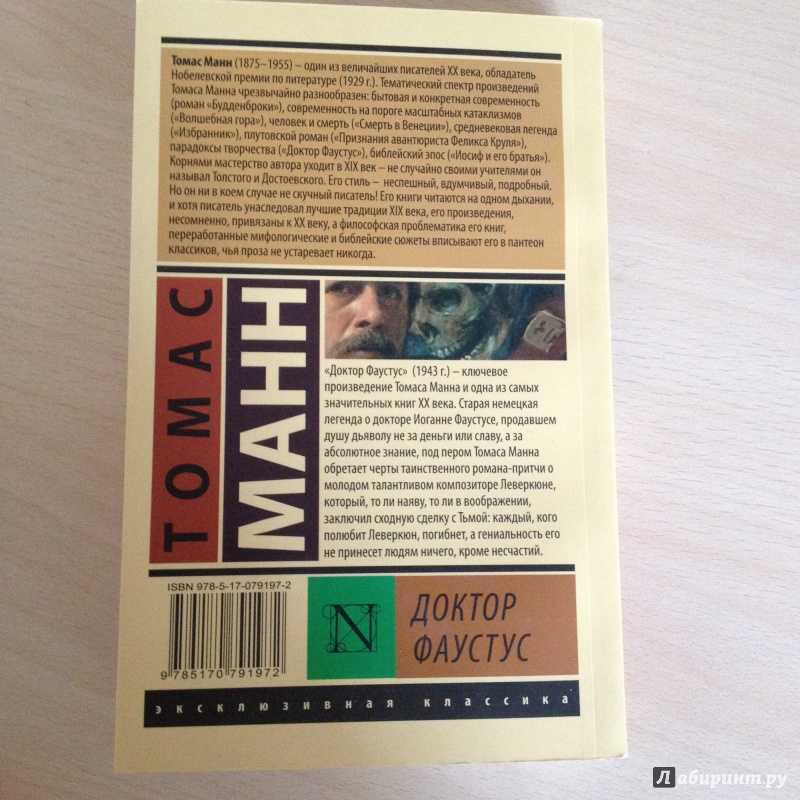 Томас Манн (1875–1955) – один из величайших писателей XX века, обладатель
Нобелевской премии по литературе (1929 г.). Тематический спектр произведений
Томаса Манна чрезвычайно разнообразен: бытовая и конкретная современность
(роман «Будденброки»), современность на пороге масштабных катаклизмов
(«Волшебная гора»), человек и смерть («Смерть в Венеции»), средневековая легенда
(«Избранник»), плутовской роман («Признания авантюриста Феликса Круля»),
парадоксы творчества («Доктор Фаустус»), библейский эпос («Иосиф и его братья»).
Корнями мастерство автора уходит в XIX век – не случайно своими учителями он
называл Толстого и Достоевского. Его стиль – неспешный, вдумчивый, подробный.
Но он ни в коем случае не скучный писатель! Его книги читаются на одном дыхании,
и хотя писатель унаследовал лучшие традиции XIX века, его произведения,
несомненно, привязаны к XX веку, а философская проблематика его книг,
переработанные мифологические и библейские сюжеты вписывают его в пантеон
классиков, чья проза не устаревает никогда.
ТОМАС
МАНН
«Доктор Фаустус» (1943 г.) – ключевое
произведение Томаса Манна и одна из самых
значительных книг XX века. Старая немецкая
легенда о докторе Иоганне Фаустусе, продавшем
душу дьяволу не за деньги или славу, а за
абсолютное знание, под пером Томаса Манна
обретает черты таинственного романа-притчи о
молодом талантливом композиторе Леверкюне,
который, то ли наяву, то ли в воображении,
заключил сходную сделку с Тьмой: каждый, кого
полюбит Леверкюн, погибнет, а гениальность его
не принесет людям ничего, кроме несчастий.
ISBN 978-5-17-079197-2
9 785170 791972
N
ДОКТОР
ФАУСТУС
эксклюзивная классика
Лабиринт.ру